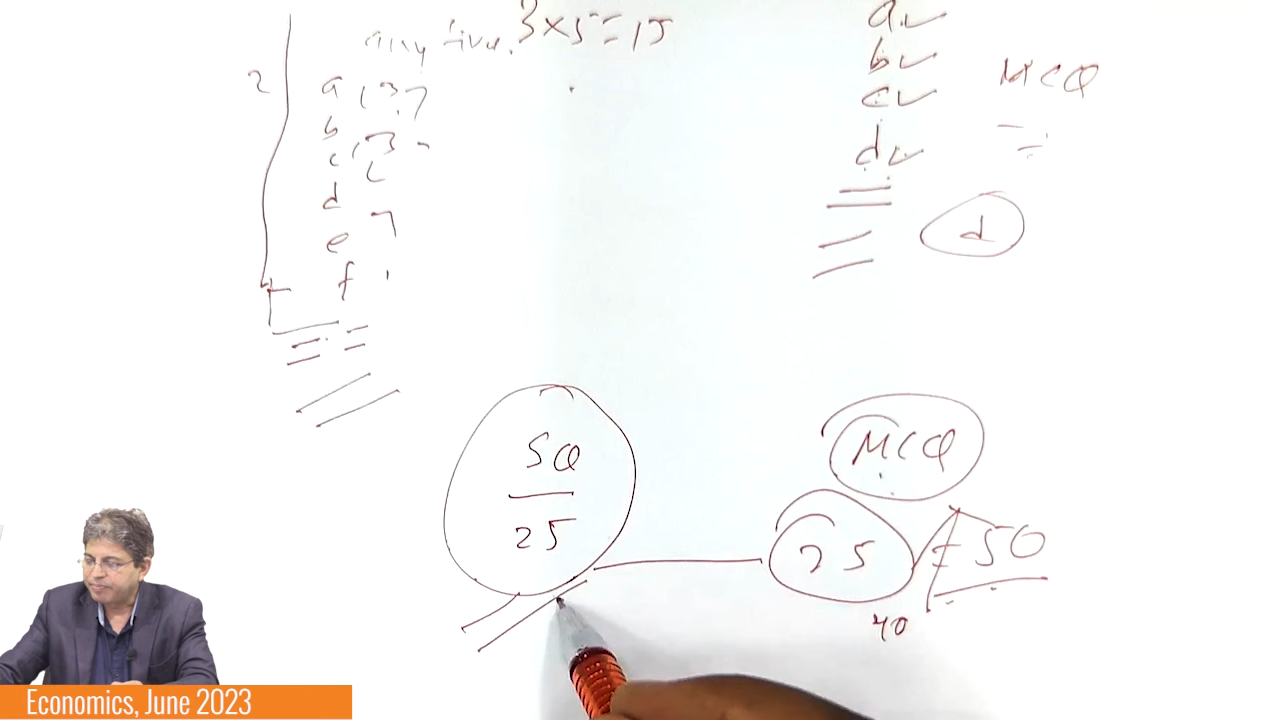 any five. 3×5=15
2
a
b
c
d
e
f
a
b
c
d
MCQ
d
SQ
25
MCQ
25 = 50
40
Economics, June 2023